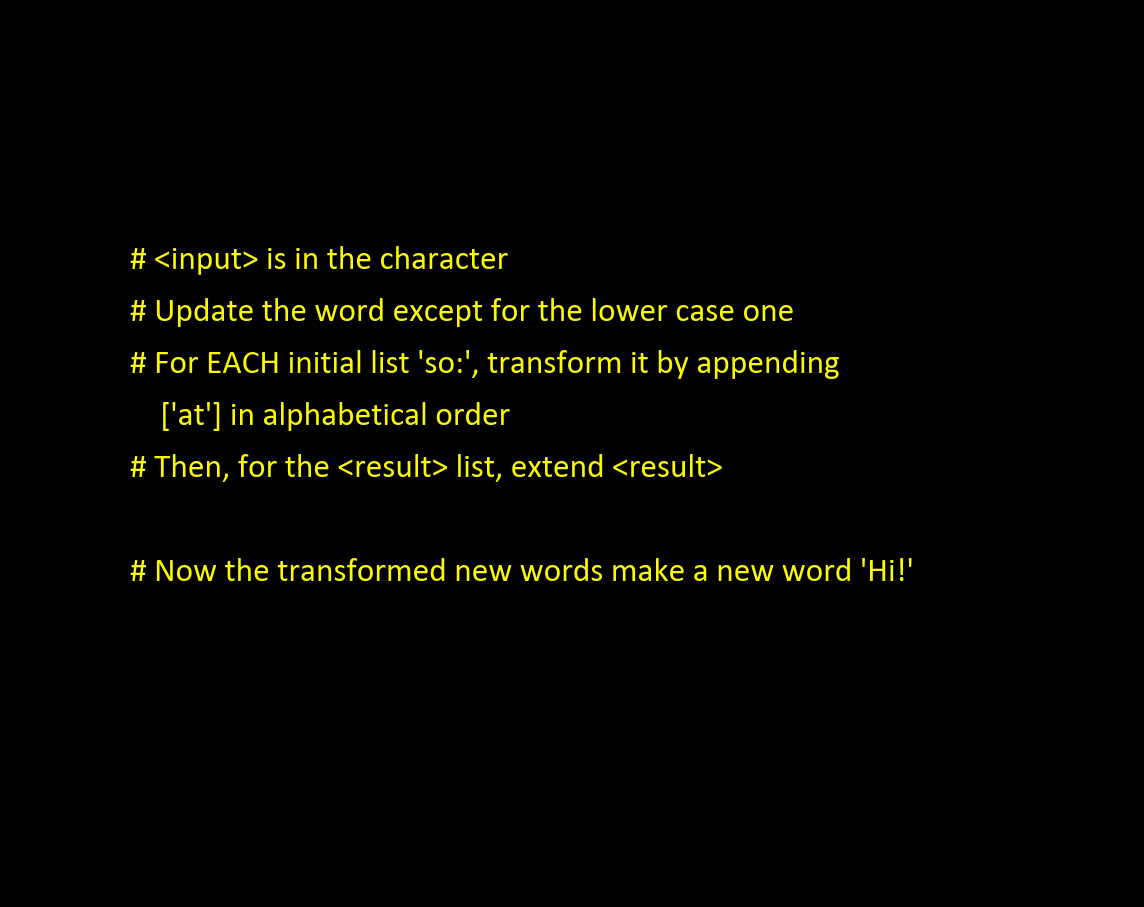 # <input> is in the character
# Update the word except for the lower case one
# For EACH initial list 'so:', transform it by appending
['at'] in alphabetical order
# Then, for the <result> list, extend <result>
# Now the transformed new words make a new word 'Hi!'